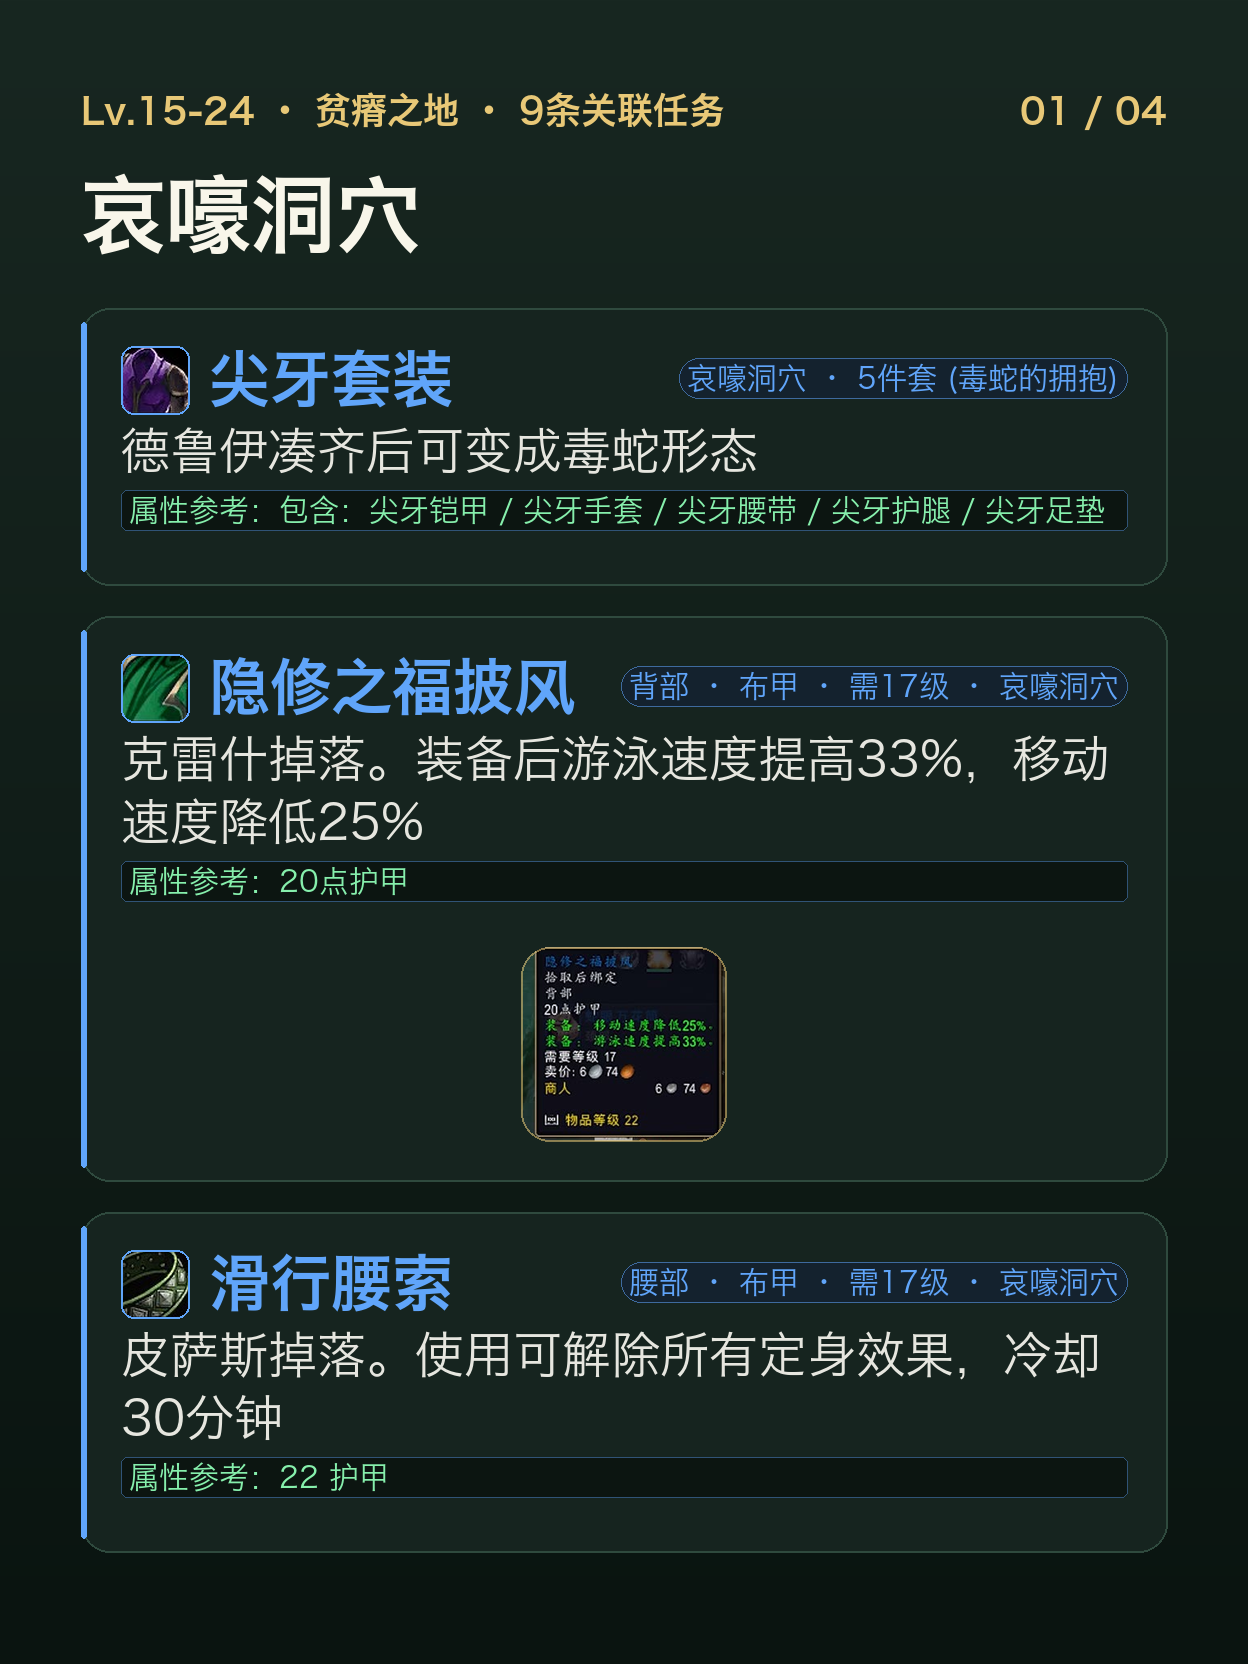 Lv.15-24 · 贫瘠之地 · 9条关联任务
01 / 04
哀嚎洞穴
尖牙套装
哀嚎洞穴 · 5件套 (毒蛇的拥抱)
德鲁伊凑齐后可变成毒蛇形态
属性参考：包含：尖牙铠甲 / 尖牙手套 / 尖牙腰带 / 尖牙护腿 / 尖牙足垫
隐修之福披风
背部 · 布甲 · 需17级 · 哀嚎洞穴
克雷什掉落。装备后游泳速度提高33%，移动
速度降低25%
属性参考：20点护甲
隐修之福披风
拾取后绑定
背部
20点护甲
装备：移动速度降低25%。
装备：游泳速度提高33%。
需要等级 17
卖价: 6 74
商人 6 74
物品等级 22
滑行腰索
腰部 · 布甲 · 需17级 · 哀嚎洞穴
皮萨斯掉落。使用可解除所有定身效果，冷却
30分钟
属性参考：22 护甲